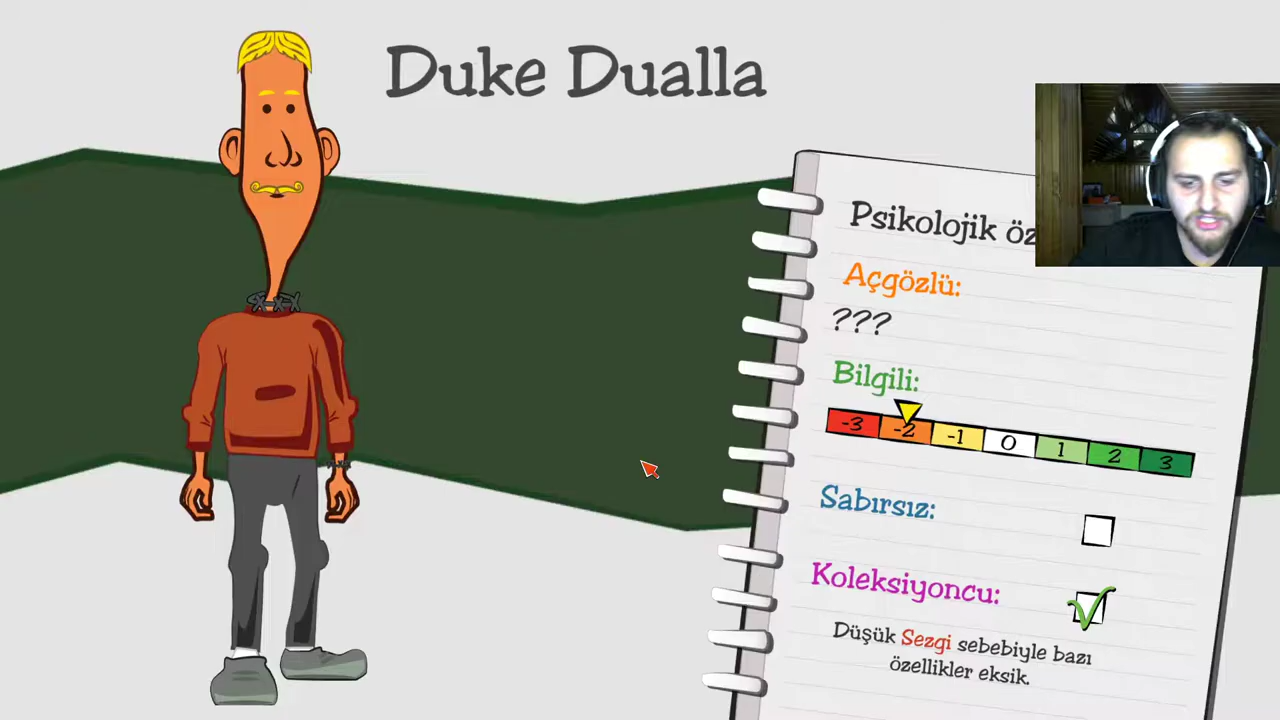 Duke Dualla
Psikolojik öz
Açgözlü:
???
Bilgili:
-3 -2 -1 0 1 2 3
Sabırsız:
Koleksiyoncu:
Düşük Sezgi sebebiyle bazı
özellikler eksik.